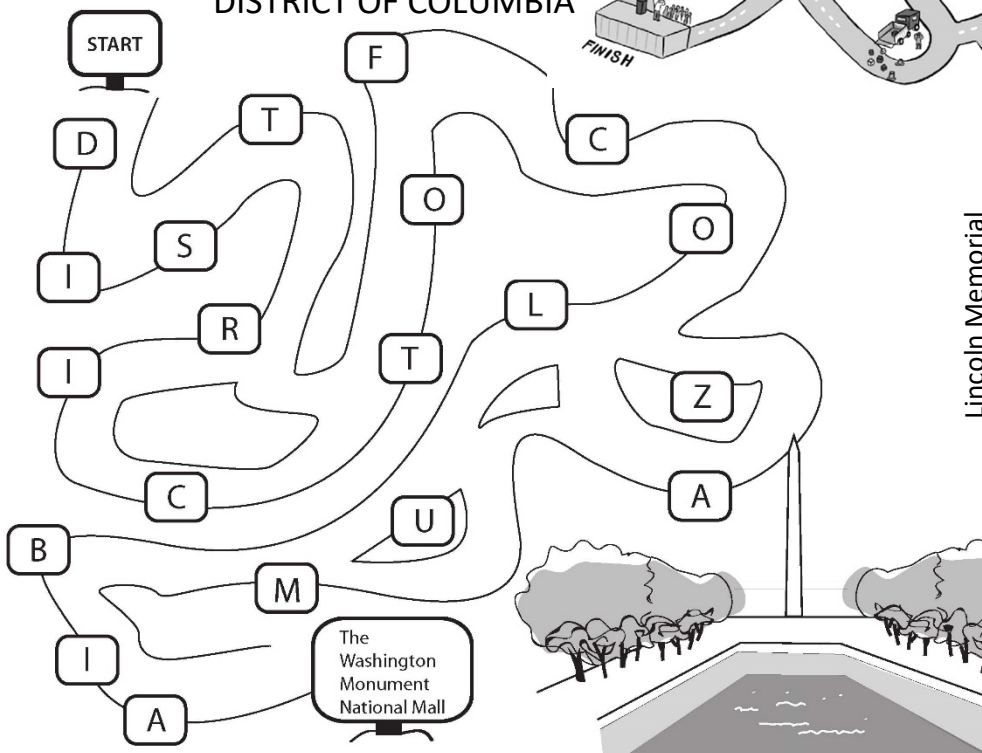 DISTRICT OF COLUMBIA
START
FINISH
F
T
D
C
O
S
O
I
L
R
T
I
Z
C
A
U
B
M
I
A
The
Washington
Monument
National Mall
Lincoln Memorial